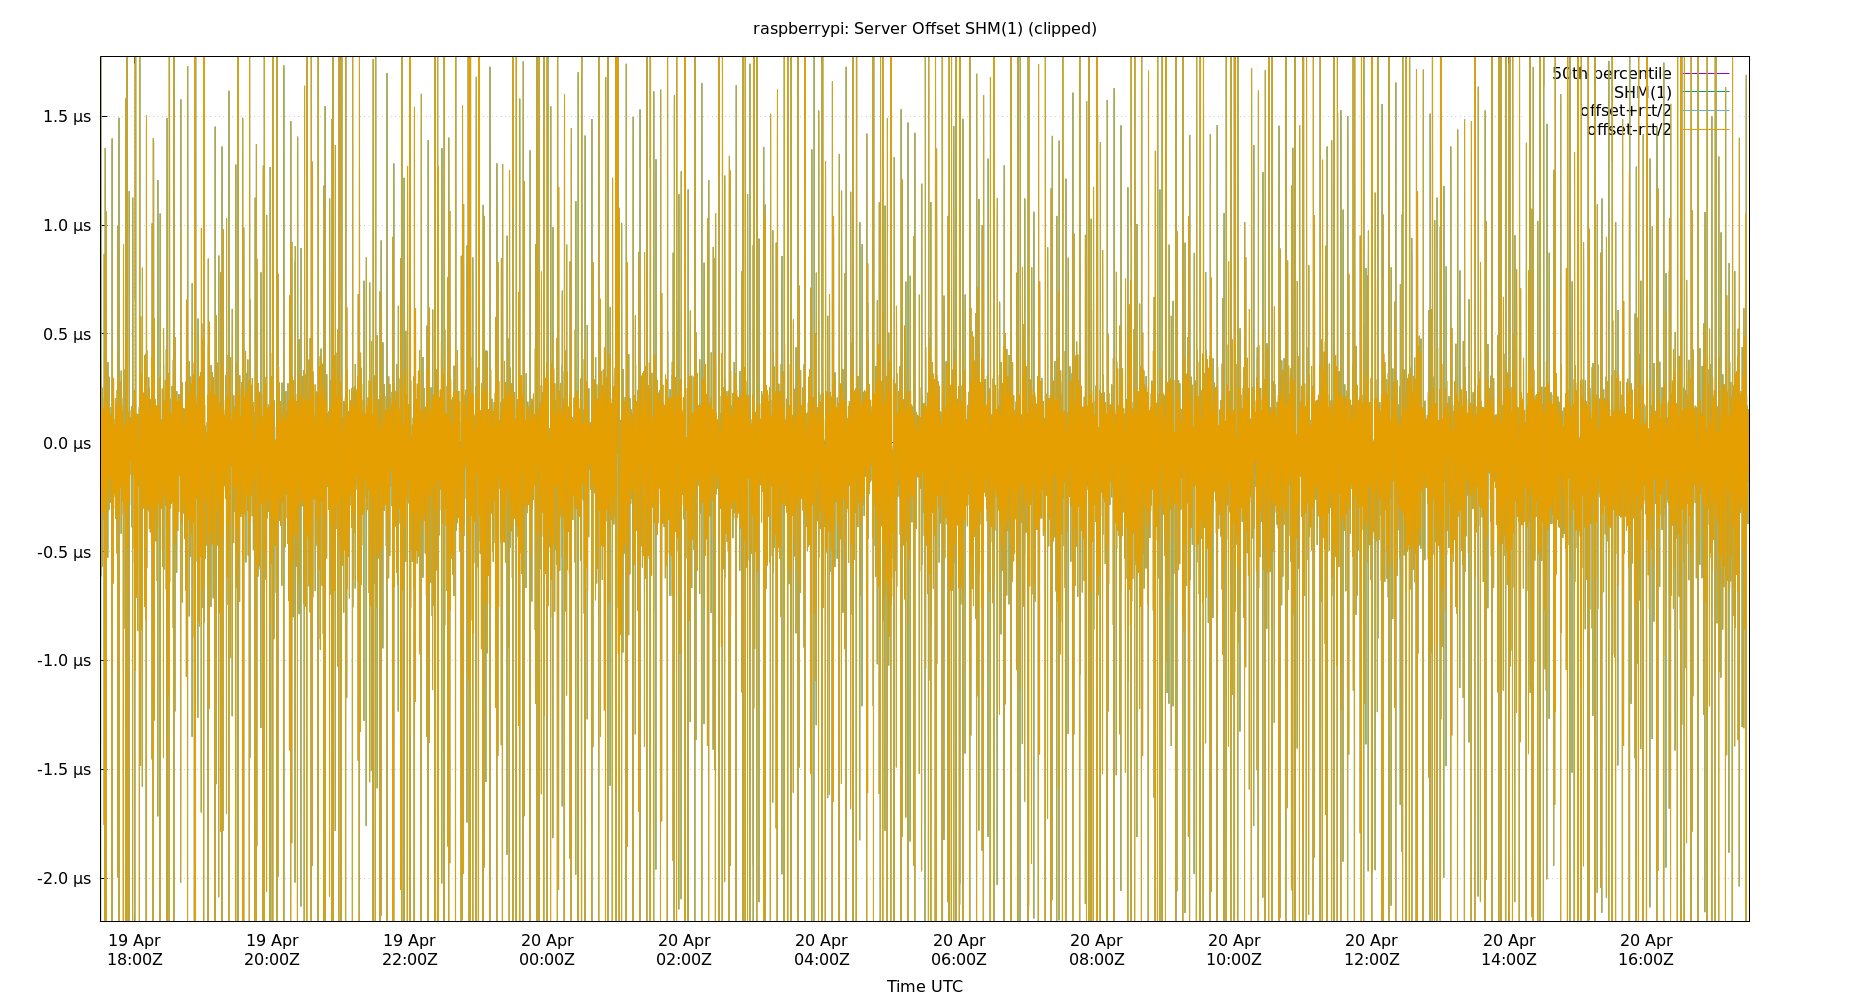 raspberrypi: Server Offset SHM(1) (clipped)
50th percentile
SHM(1)
offset+rtt/2
offset-rtt/2
1.5 µs
1.0 µs
0.5 µs
0.0 µs
-0.5 µs
-1.0 µs
-1.5 µs
-2.0 µs
19 Apr 19 Apr 19 Apr 20 Apr 20 Apr 20 Apr 20 Apr 20 Apr 20 Apr 20 Apr 20 Apr 20 Apr
18:00Z 20:00Z 22:00Z 00:00Z 02:00Z 04:00Z 06:00Z 08:00Z 10:00Z 12:00Z 14:00Z 16:00Z
Time UTC